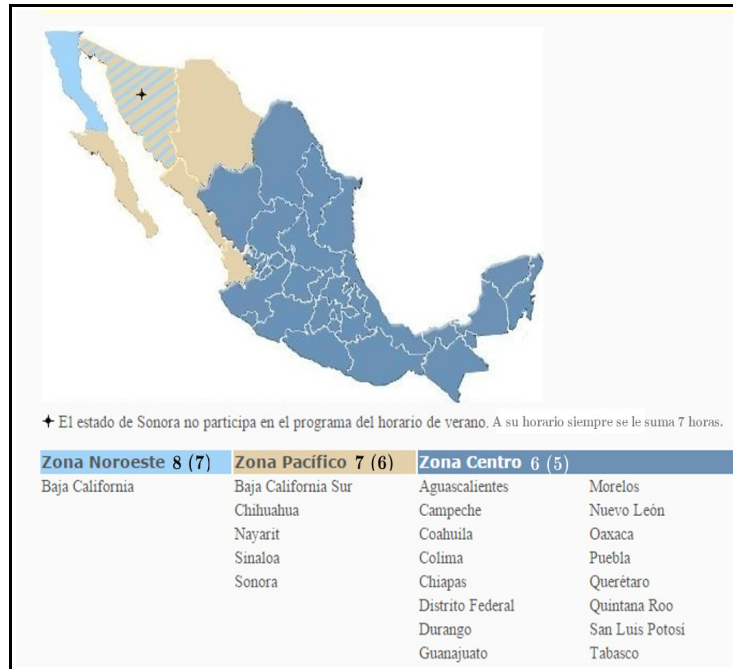 ✦ El estado de Sonora no participa en el programa del horario de verano. A su horario siempre se le suma 7 horas.
Zona Noroeste 8 (7) Zona Pacífico 7 (6) Zona Centro 6 (5)
Baja California Baja California Sur Aguascalientes Morelos
Chihuahua Campeche Nuevo León
Nayarit Coahuila Oaxaca
Sinaloa Colima Puebla
Sonora Chiapas Querétaro
Distrito Federal Quintana Roo
Durango San Luis Potosí
Guanajuato Tabasco